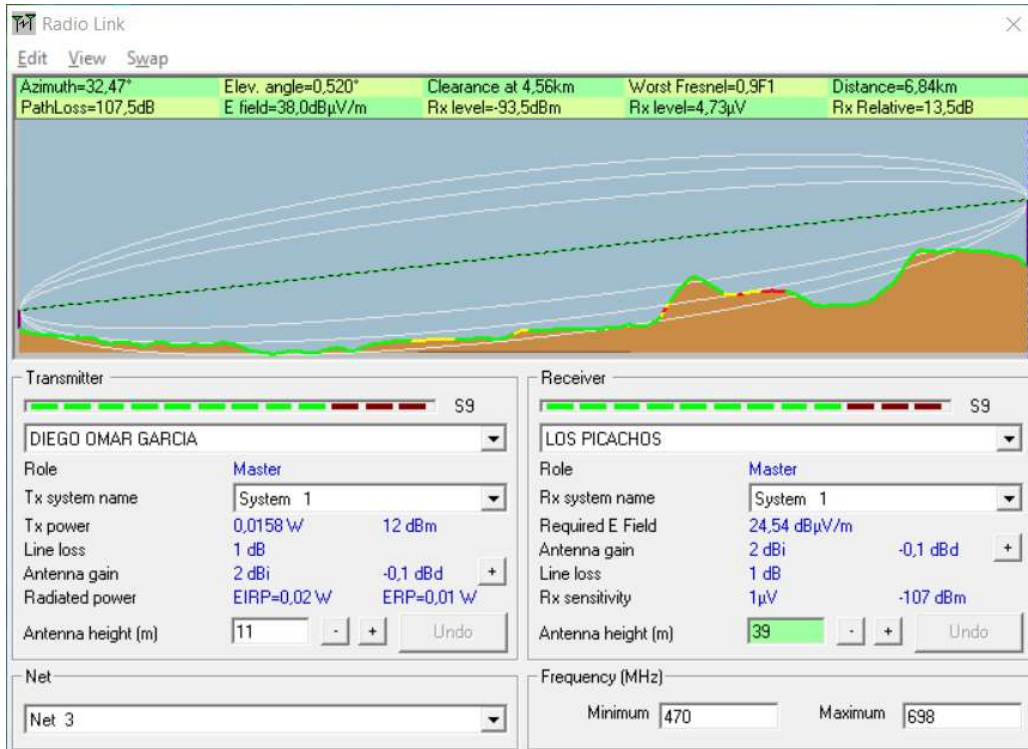 Radio Link
Edit View Swap
Azimuth=32,47° Elev. angle=0,520° Clearance at 4,56km Worst Fresnel=0,9F1 Distance=6,84km
PathLoss=107,5dB E field=38,0dBµV/m Rx level=-93,5dBm Rx level=4,73µV Rx Relative=13,5dB
Transmitter
S9
DIEGO OMAR GARCIA
Role Master
Tx system name System 1
Tx power 0,0158 W 12 dBm
Line loss 1 dB
Antenna gain 2 dBi -0,1 dBd +
Radiated power EIRP=0,02 W ERP=0,01 W
Antenna height (m) 11 - + Undo
Receiver
S9
LOS PICACHOS
Role Master
Rx system name System 1
Required E Field 24,54 dBµV/m
Antenna gain 2 dBi -0,1 dBd +
Line loss 1 dB
Rx sensitivity 1µV -107 dBm
Antenna height (m) 39 - + Undo
Net
Net 3
Frequency (MHz)
Minimum 470 Maximum 698